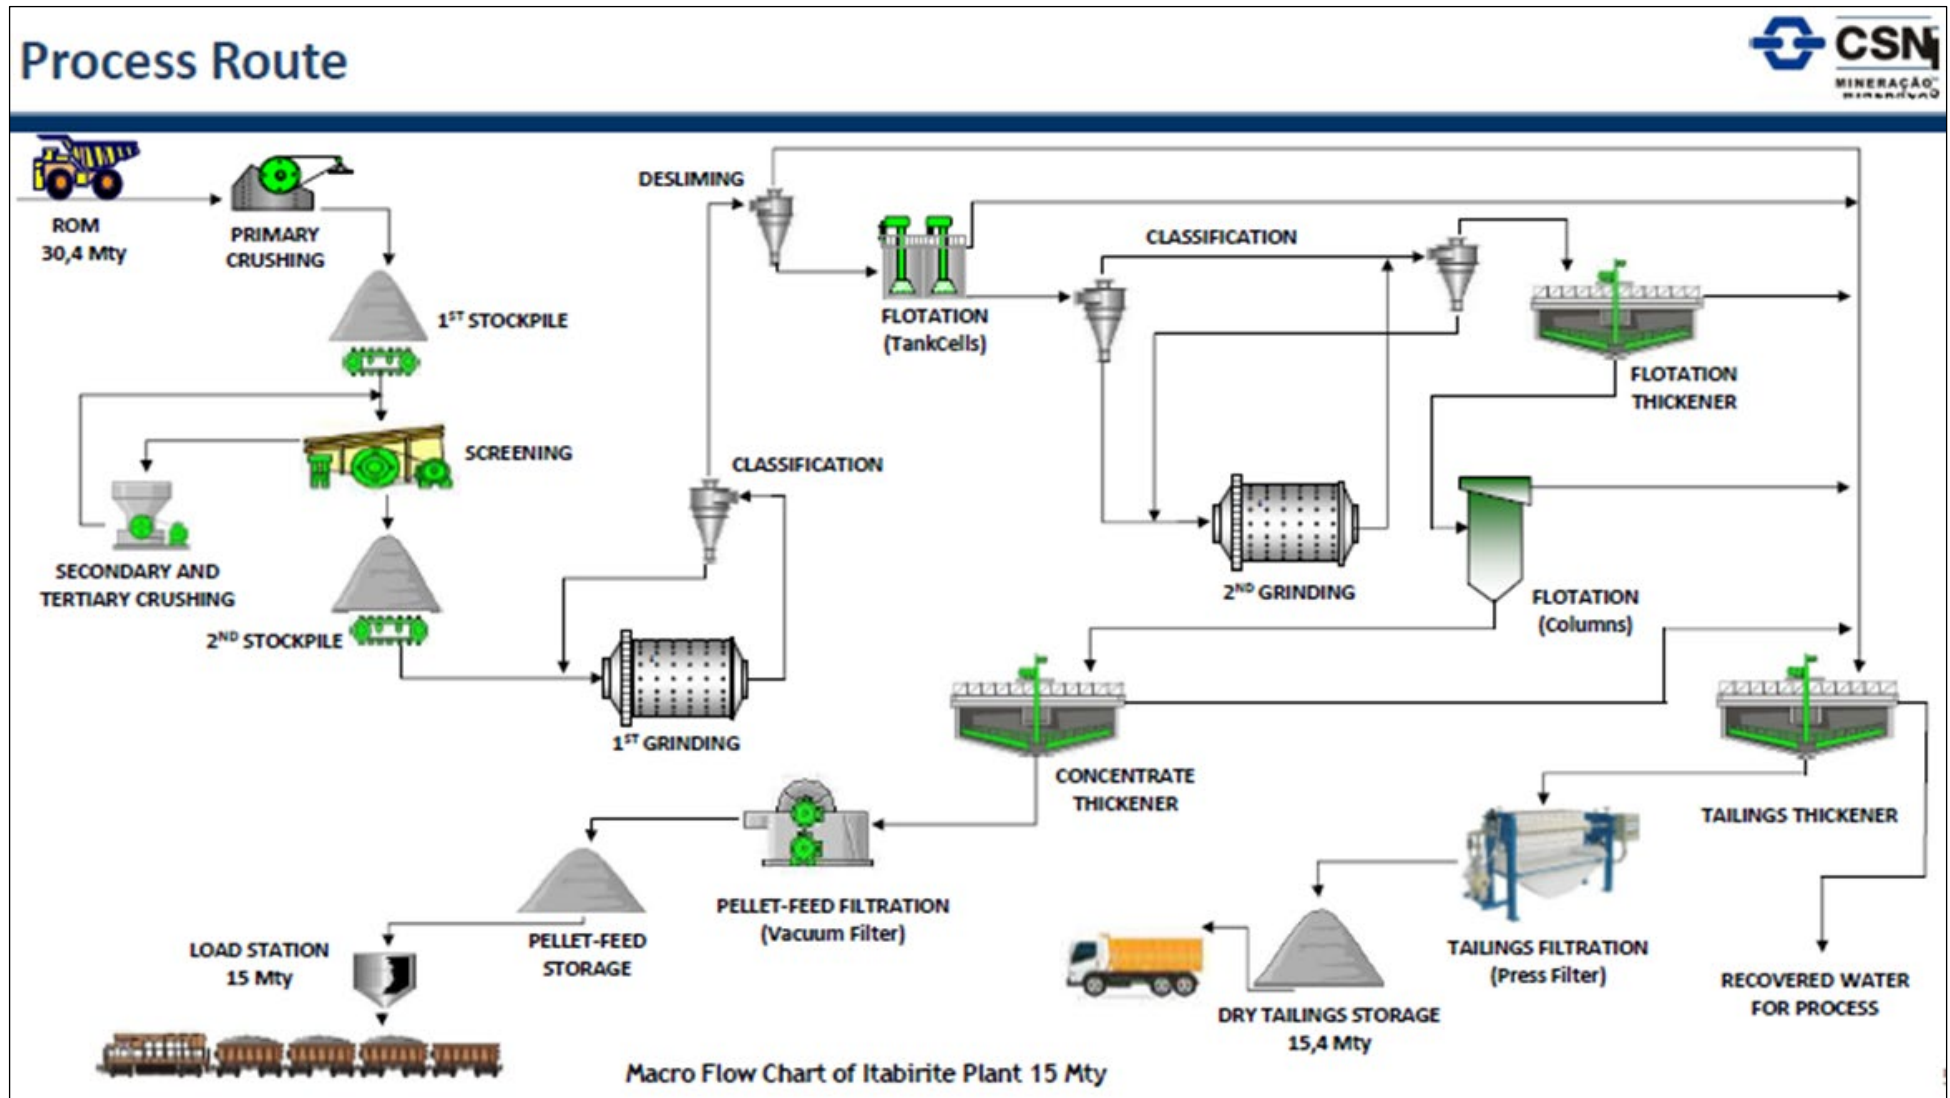 Process Route
CSN
MINERAÇÃO
ROM
30,4 Mty
PRIMARY
CRUSHING
1ST STOCKPILE
SCREENING
SECONDARY AND
TERTIARY CRUSHING
2ND STOCKPILE
CLASSIFICATION
1ST GRINDING
DESLIMING
FLOTATION
(TankCells)
CLASSIFICATION
2ND GRINDING
FLOTATION
THICKENER
FLOTATION
(Columns)
CONCENTRATE
THICKENER
TAILINGS THICKENER
PELLET-FEED FILTRATION
(Vacuum Filter)
PELLET-FEED
STORAGE
LOAD STATION
15 Mty
TAILINGS FILTRATION
(Press Filter)
DRY TAILINGS STORAGE
15,4 Mty
RECOVERED WATER
FOR PROCESS
Macro Flow Chart of Itabirite Plant 15 Mty